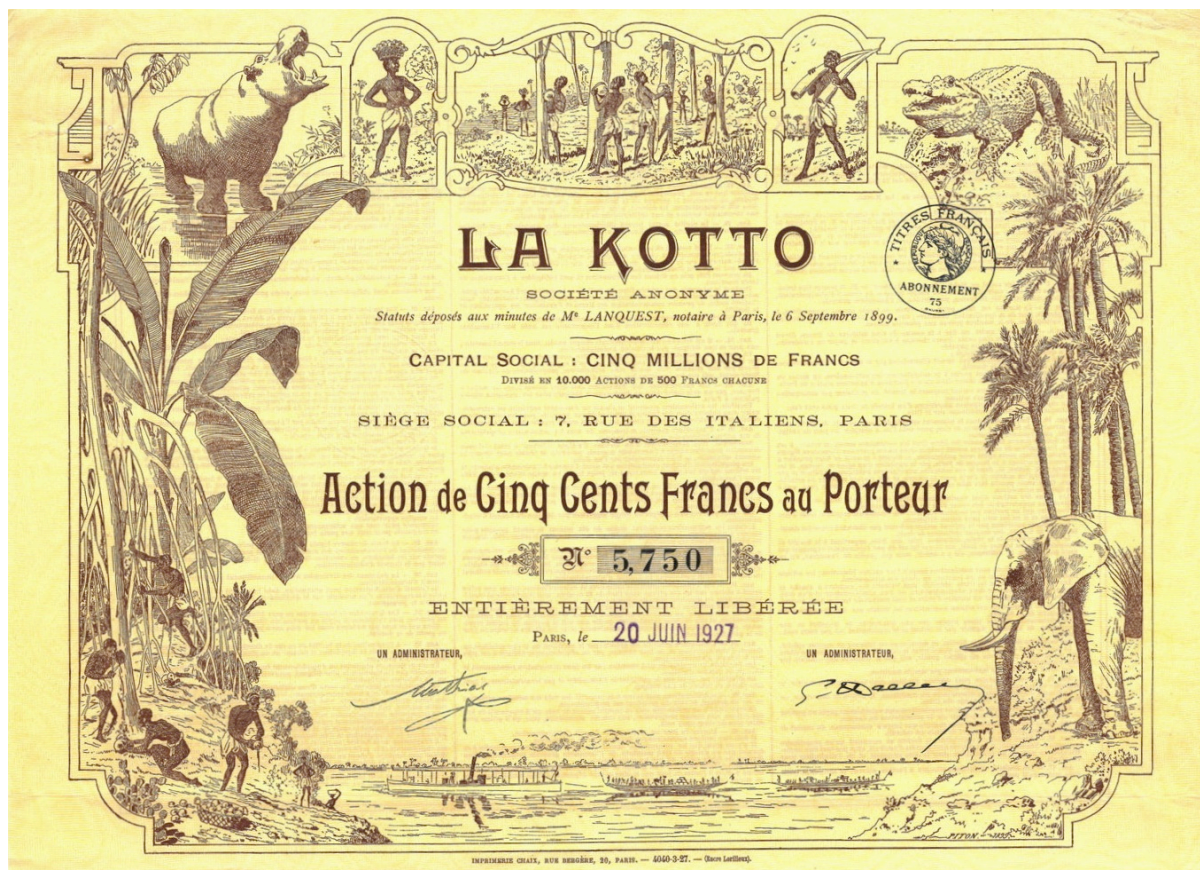 LA KOTTO
SOCIÉTÉ ANONYME
Statuts déposés aux minutes de Me LANQUEST, notaire à Paris, le 6 Septembre 1899.
CAPITAL SOCIAL : CINQ MILLIONS DE FRANCS
DIVISÉ EN 10.000 ACTIONS DE 500 FRANCS CHACUNE
SIÈGE SOCIAL : 7, RUE DES ITALIENS, PARIS
TITRES FRANÇAIS
ABONNEMENT
75
Action de Cinq Cents Francs au Porteur
No 5,750
ENTIÈREMENT LIBÉRÉE
PARIS, le 20 JUIN 1927
UN ADMINISTRATEUR,
UN ADMINISTRATEUR,
PITON
IMPRIMERIE CHAIX, RUE BERGÈRE, 20, PARIS. — 4040-3-27. — (Encre Lorilleux).